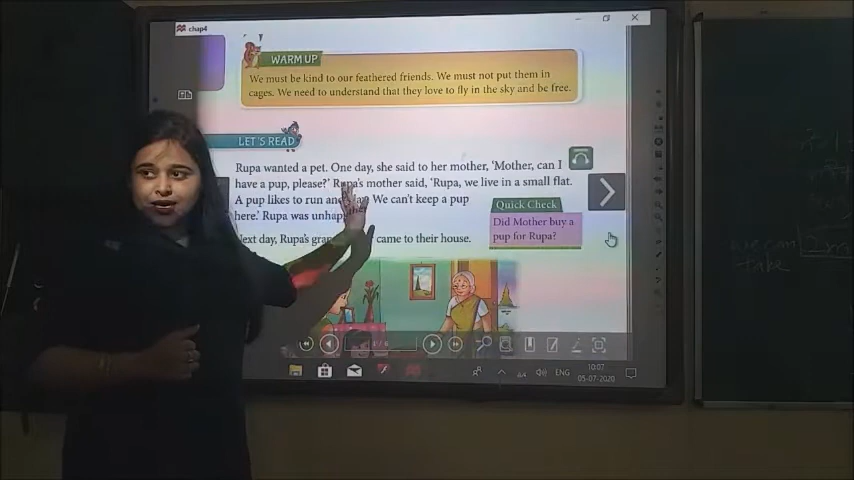 chap4
WARM UP
We must be kind to our feathered friends. We must not put them in
cages. We need to understand that they love to fly in the sky and be free.
LET'S READ
Rupa wanted a pet. One day, she said to her mother, 'Mother, can I
have a pup, please?' Rupa's mother said, 'Rupa, we live in a small flat.
A pup likes to run and We can't keep a pup
here.' Rupa was unhappy
Next day, Rupa's came to their house.
Quick Check
Did Mother buy a
pup for Rupa?
ENG
10:07
05-07-2020
we can
take